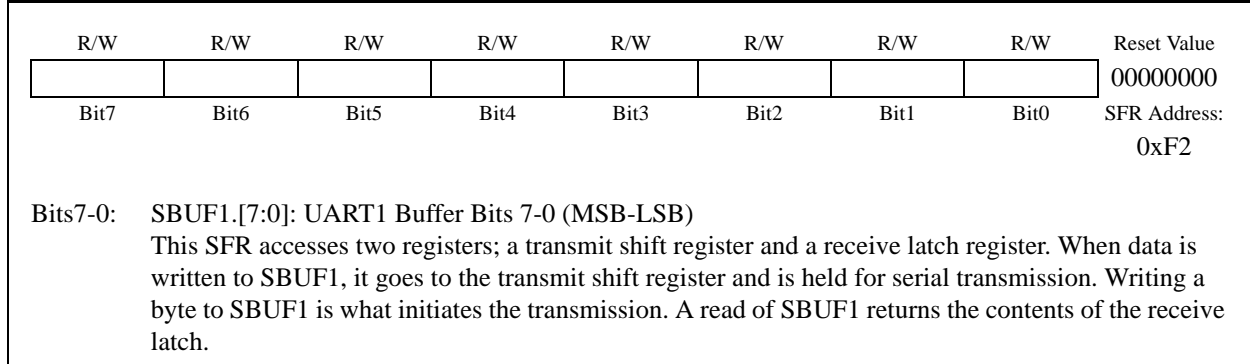 R/W R/W R/W R/W R/W R/W R/W R/W Reset Value
00000000
Bit7 Bit6 Bit5 Bit4 Bit3 Bit2 Bit1 Bit0 SFR Address:
0xF2
Bits7-0: SBUF1.[7:0]: UART1 Buffer Bits 7-0 (MSB-LSB)
This SFR accesses two registers; a transmit shift register and a receive latch register. When data is
written to SBUF1, it goes to the transmit shift register and is held for serial transmission. Writing a
byte to SBUF1 is what initiates the transmission. A read of SBUF1 returns the contents of the receive
latch.